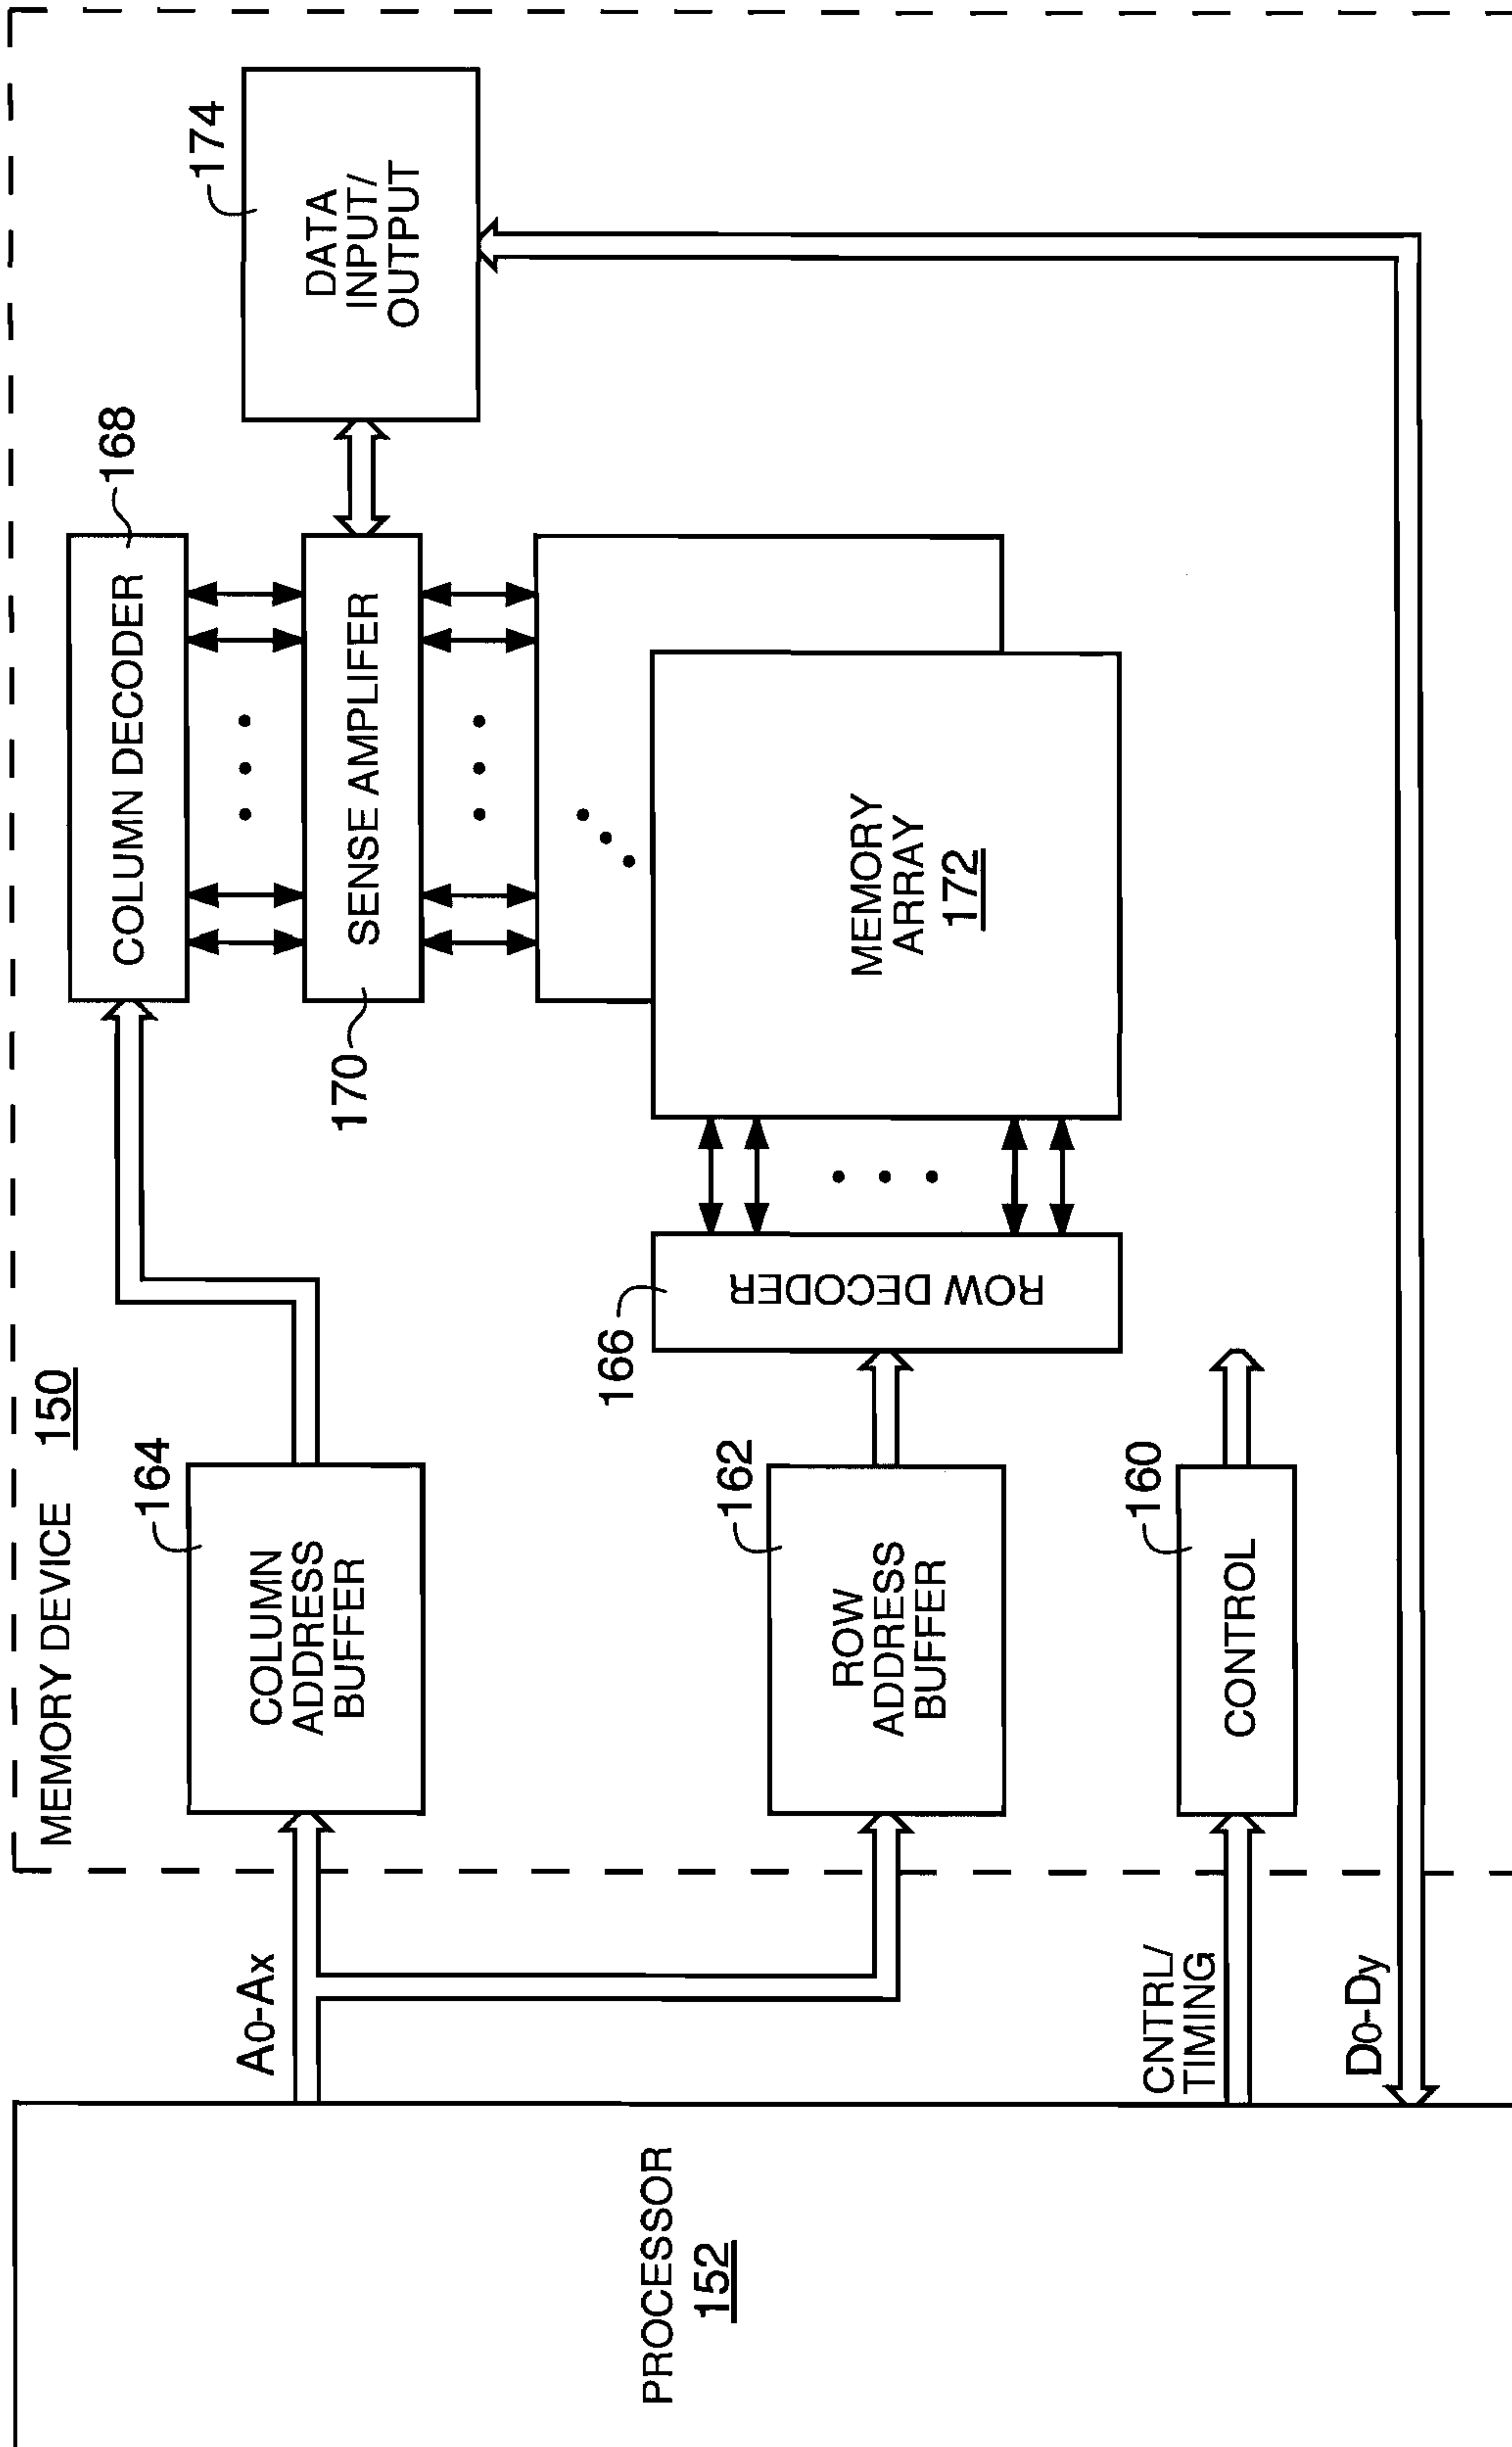 MEMORY DEVICE 150
168
174
164
COLUMN DECODER
COLUMN
ADDRESS
BUFFER
A0-Ax
170
SENSE AMPLIFER
DATA
INPUT/
OUTPUT
166
ROW DECODER
162
ROW
ADDRESS
BUFFER
MEMORY
ARRAY
172
PROCESSOR
152
160
CONTROL
CNTRL/
TIMING
D0-Dy